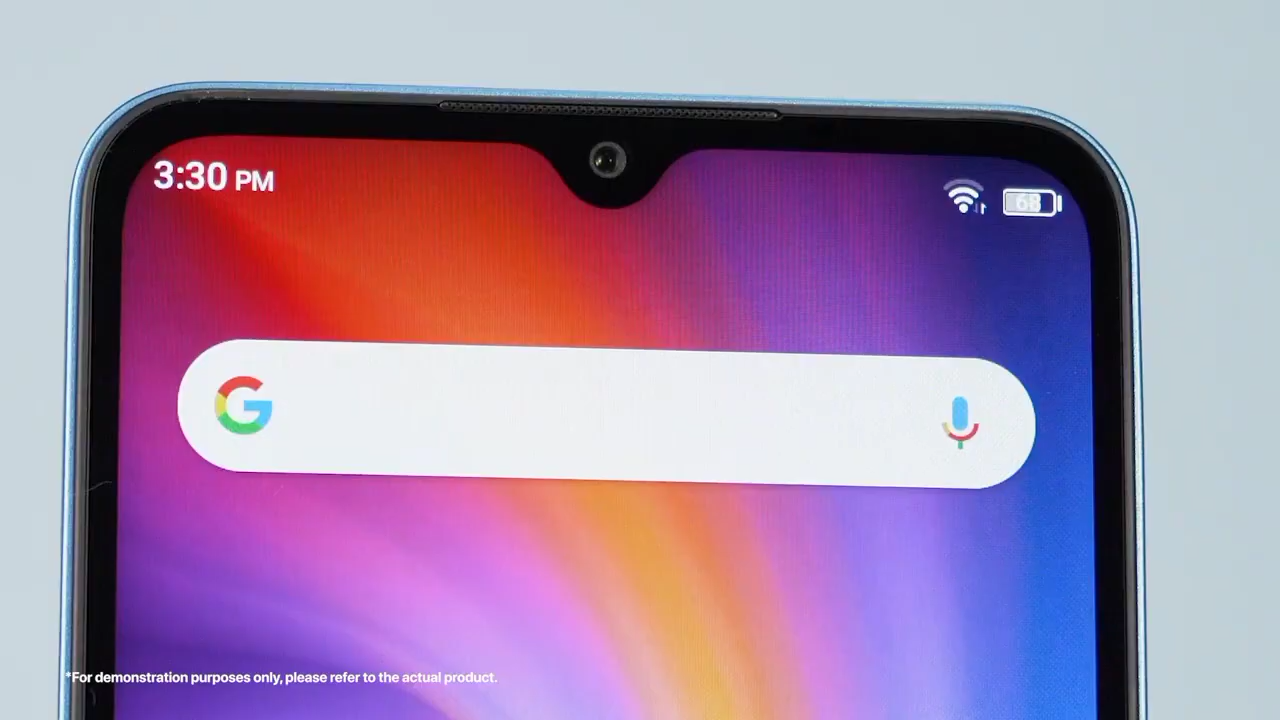 3:30 PM
68
G
*For demonstration purposes only, please refer to the actual product.